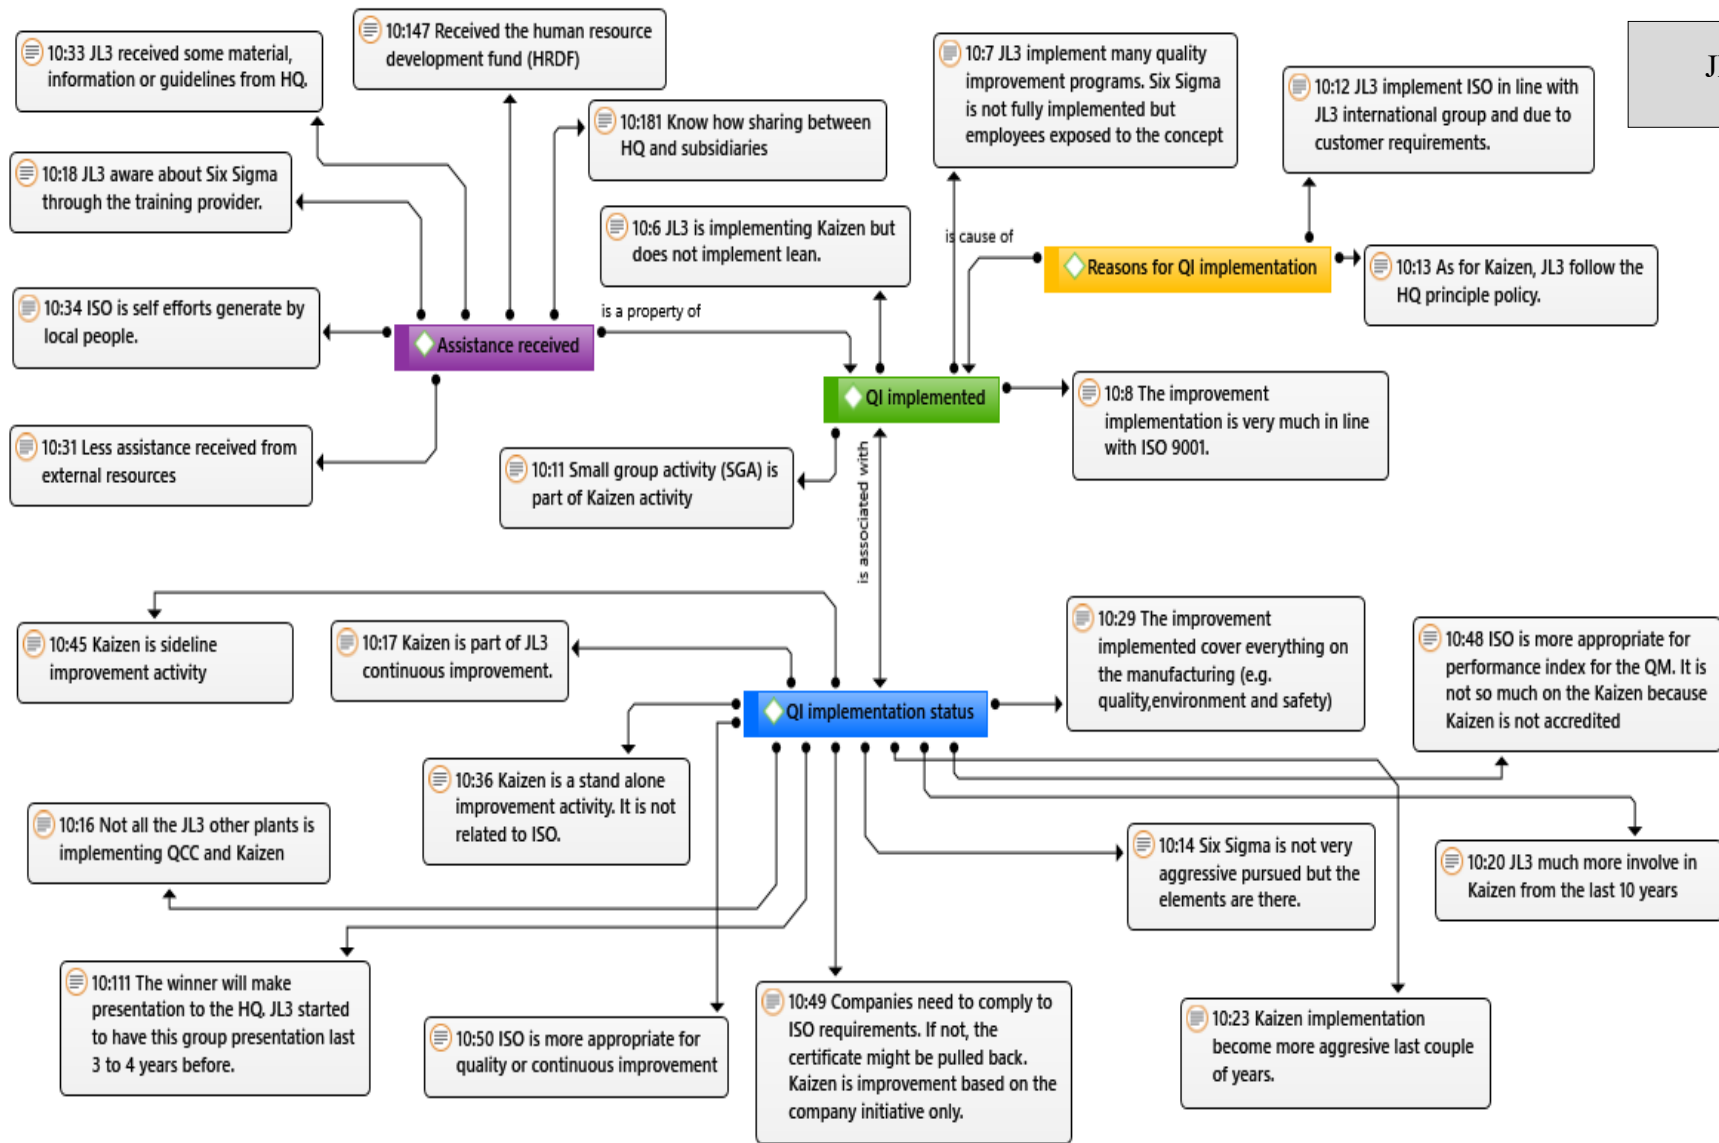 10:33 JL3 received some material,
information or guidelines from HQ.
10:147 Received the human resource
development fund (HRDF)
10:181 Know how sharing between
HQ and subsidiaries
10:7 JL3 implement many quality
improvement programs. Six Sigma
is not fully implemented but
employees exposed to the concept
10:12 JL3 implement ISO in line with
JL3 international group and due to
customer requirements.
10:18 JL3 aware about Six Sigma
through the training provider.
10:6 JL3 is implementing Kaizen but
does not implement lean.
is cause of
Reasons for QI implementation
10:13 As for Kaizen, JL3 follow the
HQ principle policy.
10:34 ISO is self efforts generate by
local people.
Assistance received
is a property of
QI implemented
10:8 The improvement
implementation is very much in line
with ISO 9001.
10:31 Less assistance received from
external resources
10:11 Small group activity (SGA) is
part of Kaizen activity
is associated with
10:45 Kaizen is sideline
improvement activity
10:17 Kaizen is part of JL3
continuous improvement.
10:29 The improvement
implemented cover everything on
the manufacturing (e.g.
quality,environment and safety)
10:48 ISO is more appropriate for
performance index for the QM. It is
not so much on the Kaizen because
Kaizen is not accredited
QI implementation status
10:36 Kaizen is a stand alone
improvement activity. It is not
related to ISO.
10:16 Not all the JL3 other plants is
implementing QCC and Kaizen
10:14 Six Sigma is not very
aggressive pursued but the
elements are there.
10:20 JL3 much more involve in
Kaizen from the last 10 years
10:111 The winner will make
presentation to the HQ. JL3 started
to have this group presentation last
3 to 4 years before.
10:50 ISO is more appropriate for
quality or continuous improvement
10:49 Companies need to comply to
ISO requirements. If not, the
certificate might be pulled back.
Kaizen is improvement based on the
company initiative only.
10:23 Kaizen implementation
become more aggresive last couple
of years.